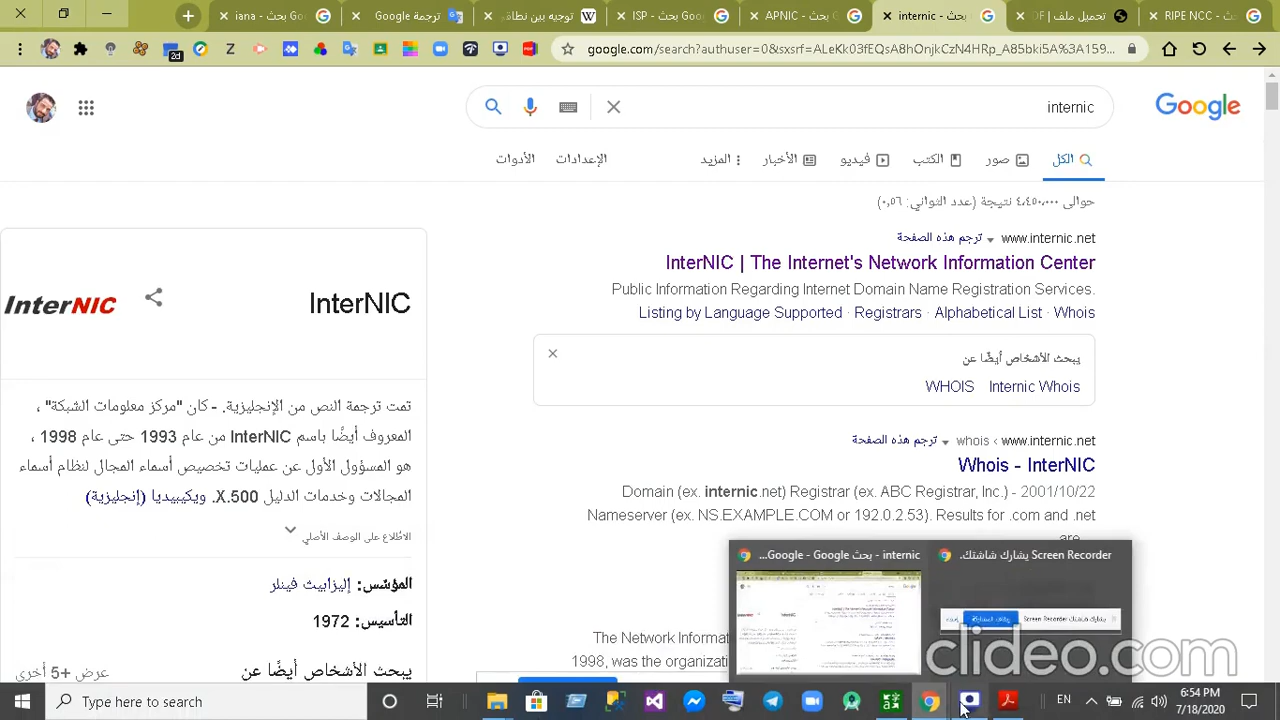 iana - بحث Go
ترجمة Google
توجيه بين نطاقـ
ISP - بحث Goo
APNIC - بحث G
internic - بحث
تحميل ملف DF
RIPE NCC - بحث
google.com/search?authuser=0&sxsrf=
internic
Google
الكل
صور
الكتب
فيديو
الأخبار
المزيد
الإعدادات
الأدوات
حوالى ٤٬٤٥٠٬٠٠٠ نتيجة (عدد الثواني: ٠٫٥٦)
www.internic.net ترجم هذه الصفحة
InterNIC | The Internet's Network Information Center
Public Information Regarding Internet Domain Name Registration Services.
Listing by Language Supported · Registrars · Alphabetical List · Whois
يبحث الأشخاص أيضًا عن
WHOIS Internic Whois
www.internic.net › whois ترجم هذه الصفحة
Whois - InterNIC
Domain (ex. internic.net) Registrar (ex. ABC Registrar, Inc.) - 2001/10/22
Nameserver (ex. NS.EXAMPLE.COM or 192.0.2.53). Results for .com and .net
are
The Network Informat
was the organizati
InterNIC
InterNIC
تمت ترجمة النص من الإنجليزية. - كان "مركز معلومات الشبكة" ،
المعروف أيضًا باسم InterNIC من عام 1993 حتى عام 1998 ،
هو المسؤول الأول عن عمليات تخصيص أسماء المجال لنظام أسماء
المجالات وخدمات الدليل X.500. ويكيبيديا (إنجليزية)
الاطّلاع على الوصف الأصلي
المؤسّس: إليزابيث فينلر
التأسيس: 1972
يبحث الأشخاص أيضًا عن
عرض 5+ أخرى
internic - بحث Google - Google...
Screen Recorder يشارك شاشتك.
clideo.com
Type here to search
EN
6:54 PM
7/18/2020